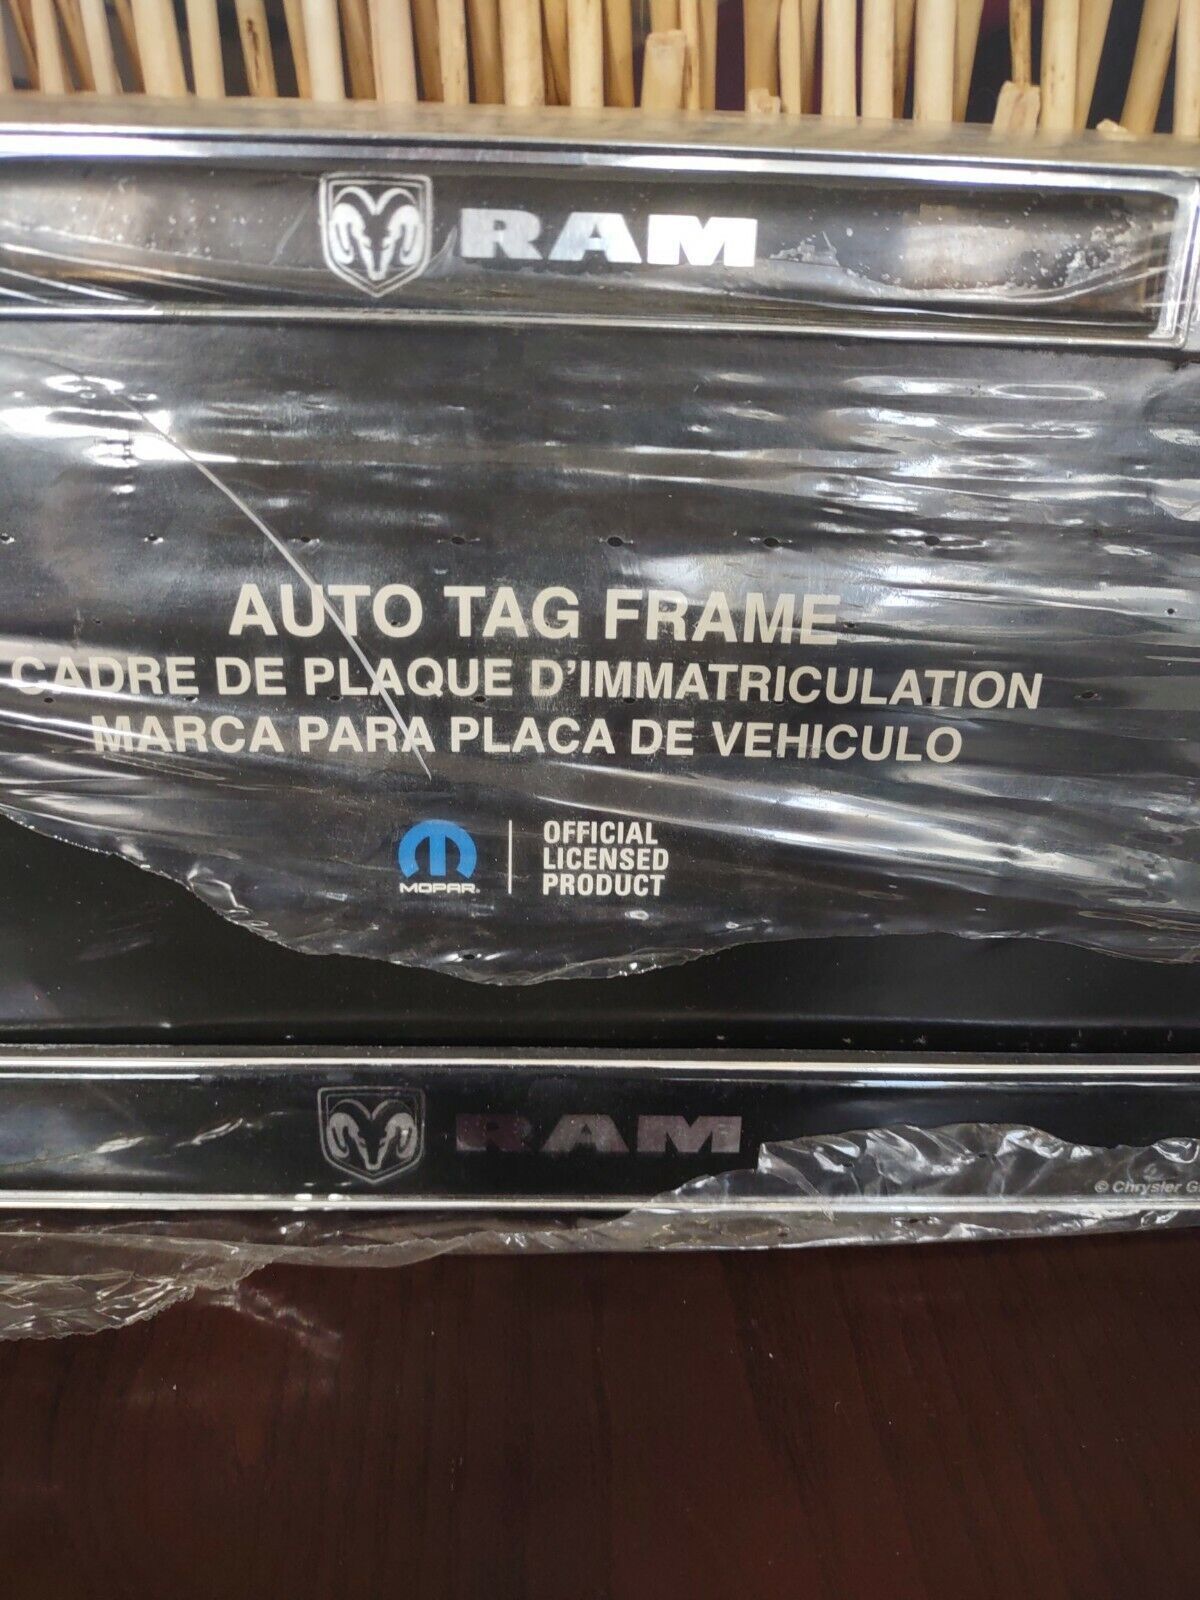 RAM
AUTO TAG FRAME
CADRE DE PLAQUE D'IMMATRICULATION
MARCA PARA PLACA DE VEHICULO
MOPAR.
OFFICIAL
LICENSED
PRODUCT
RAM
© Chrysler